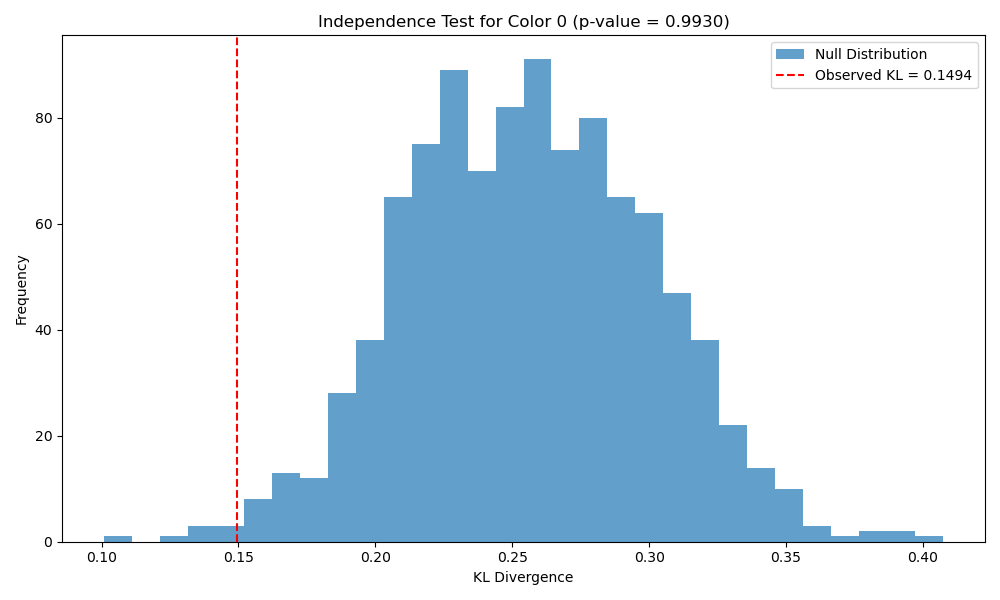 Independence Test for Color 0 (p-value = 0.9930)
Null Distribution
Observed KL = 0.1494
Frequency
80
60
40
20
0
0.10 0.15 0.20 0.25 0.30 0.35 0.40
KL Divergence